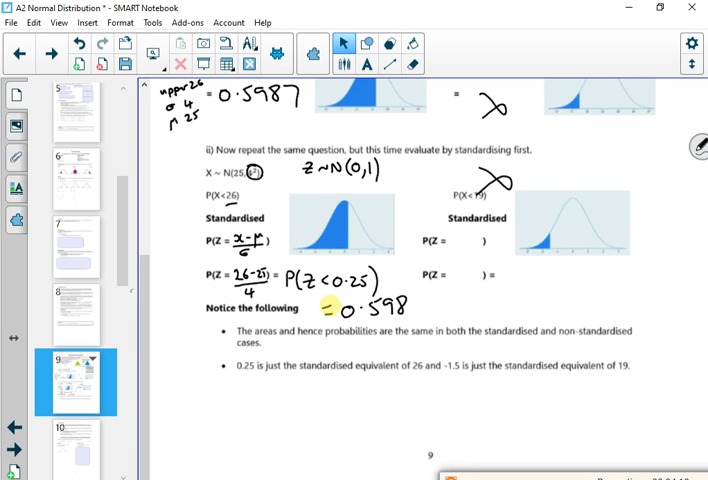 A2 Normal Distribution * - SMART Notebook
File Edit View Insert Format Tools Add-ons Account Help
upper 26
σ 4
μ 25
= 0.5987
=
ii) Now repeat the same question, but this time evaluate by standardising first.
X ~ N(25,4²) Z ~ N(0,1)
P(X<26) P(X<19)
Standardised Standardised
P(Z = x-μ/σ ) P(Z = )
P(Z = 26-25/4) = P(Z < 0.25) P(Z = ) =
Notice the following = 0.598
• The areas and hence probabilities are the same in both the standardised and non-standardised
cases.
• 0.25 is just the standardised equivalent of 26 and -1.5 is just the standardised equivalent of 19.
9
5
6
7
8
9
10